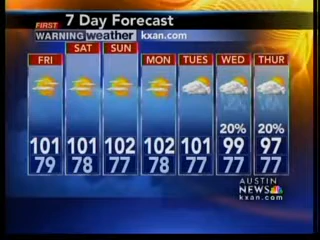 FIRST 7 Day Forecast
WARNING weather kxan.com
FRI SAT SUN MON TUES WED THUR
20% 20%
101 101 102 102 101 99 97
79 78 77 78 77 77 77
AUSTIN
NEWS
kxan.com